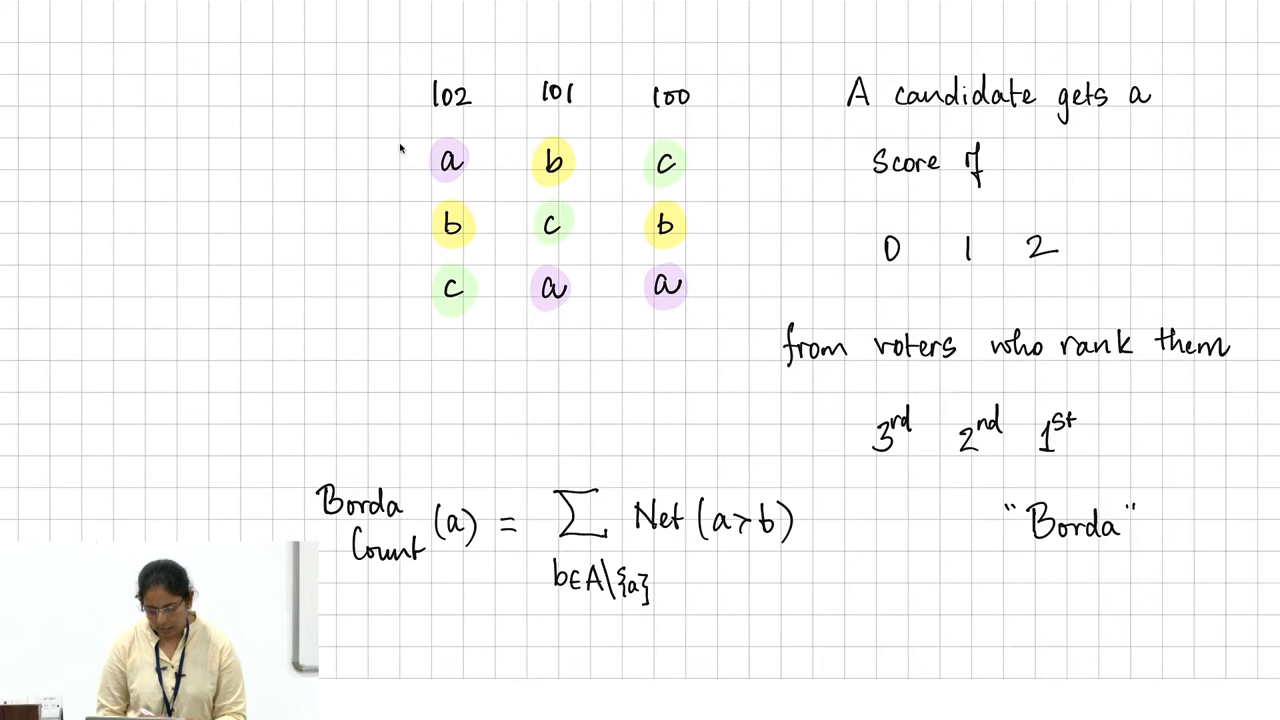 102 101 100
a b c
b c b
c a a
A candidate gets a
Score of
0 1 2
from voters who rank them
3rd 2nd 1st
"Borda"
Borda Count (a) = ∑ Net (a>b)
b∈A\{a}